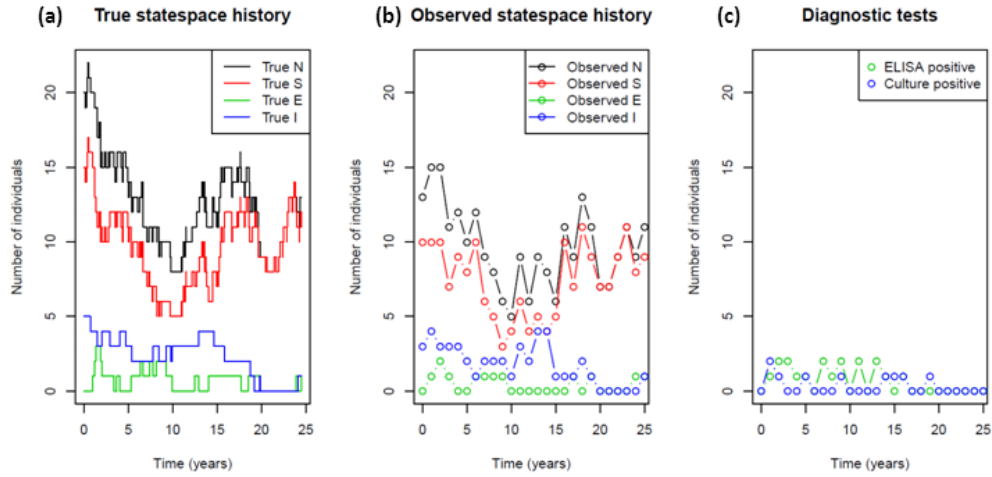 (a) True statespace history
Number of individuals
20
15
10
5
0
True N
True S
True E
True I
0 5 10 15 20 25
Time (years)
(b) Observed statespace history
Number of individuals
20
15
10
5
0
Observed N
Observed S
Observed E
Observed I
0 5 10 15 20 25
Time (years)
(c) Diagnostic tests
Number of individuals
20
15
10
5
0
ELISA positive
Culture positive
0 5 10 15 20 25
Time (years)